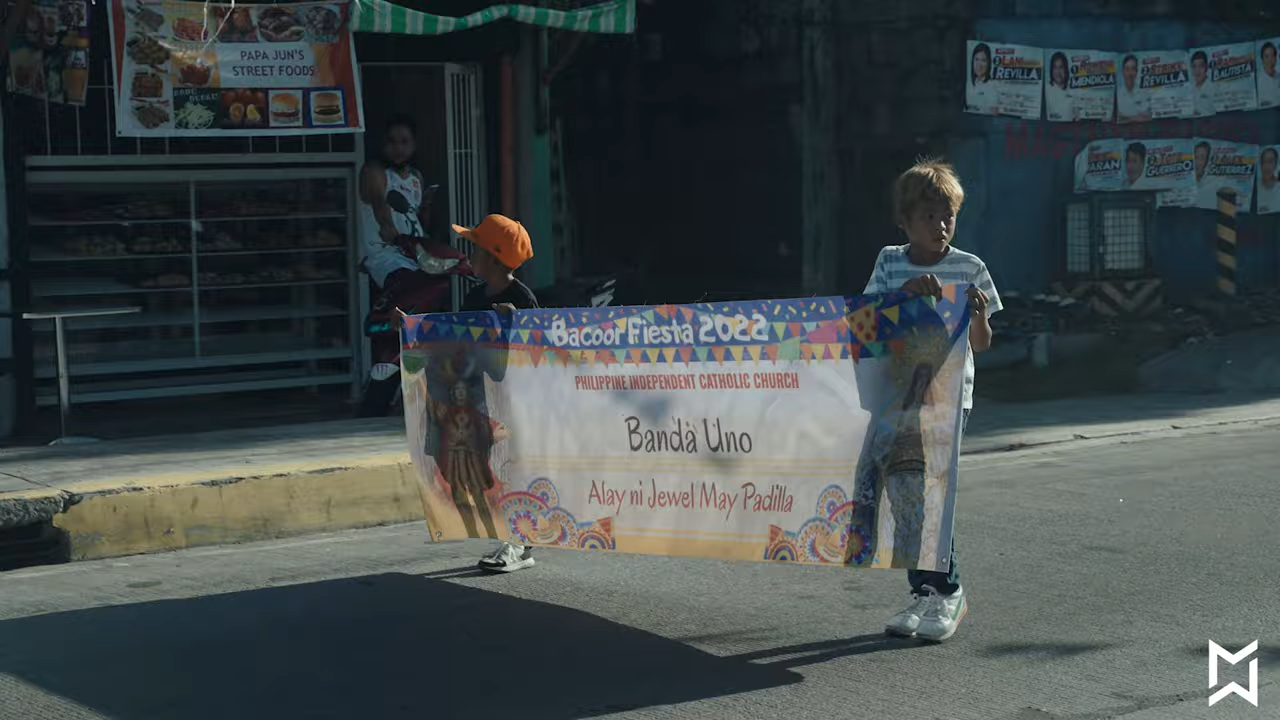 PAPA JUN'S
STREET FOODS
LANI
REVILLA
MENDIOLA
REVILLA
BAUTISTA
GUERRERO
GUTIERREZ
Bacoor Fiesta 2022
PHILIPPINE INDEPENDENT CATHOLIC CHURCH
Banda Uno
Alay ni Jewel May Padilla